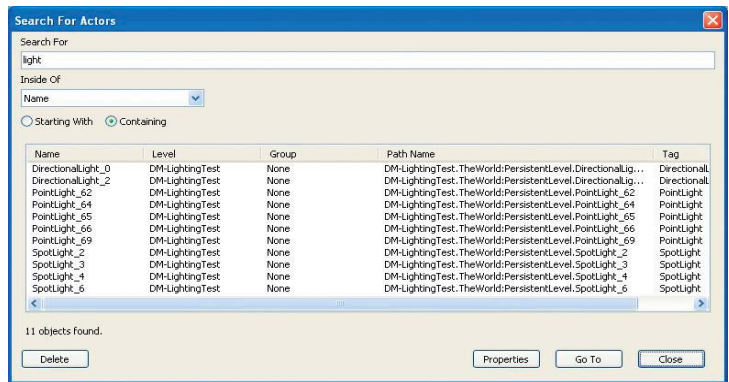 Search For Actors
Search For
light
Inside Of
Name
Starting With Containing
Name Level Group Path Name Tag
DirectionalLight_0 DM-LightingTest None DM-LightingTest.TheWorld:PersistentLevel.DirectionalLig... DirectionalL
DirectionalLight_2 DM-LightingTest None DM-LightingTest.TheWorld:PersistentLevel.DirectionalLig... DirectionalL
PointLight_62 DM-LightingTest None DM-LightingTest.TheWorld:PersistentLevel.PointLight_62 PointLight
PointLight_64 DM-LightingTest None DM-LightingTest.TheWorld:PersistentLevel.PointLight_64 PointLight
PointLight_65 DM-LightingTest None DM-LightingTest.TheWorld:PersistentLevel.PointLight_65 PointLight
PointLight_66 DM-LightingTest None DM-LightingTest.TheWorld:PersistentLevel.PointLight_66 PointLight
PointLight_69 DM-LightingTest None DM-LightingTest.TheWorld:PersistentLevel.PointLight_69 PointLight
SpotLight_2 DM-LightingTest None DM-LightingTest.TheWorld:PersistentLevel.SpotLight_2 SpotLight
SpotLight_3 DM-LightingTest None DM-LightingTest.TheWorld:PersistentLevel.SpotLight_3 SpotLight
SpotLight_4 DM-LightingTest None DM-LightingTest.TheWorld:PersistentLevel.SpotLight_4 SpotLight
SpotLight_6 DM-LightingTest None DM-LightingTest.TheWorld:PersistentLevel.SpotLight_6 SpotLight
11 objects found.
Delete Properties Go To Close